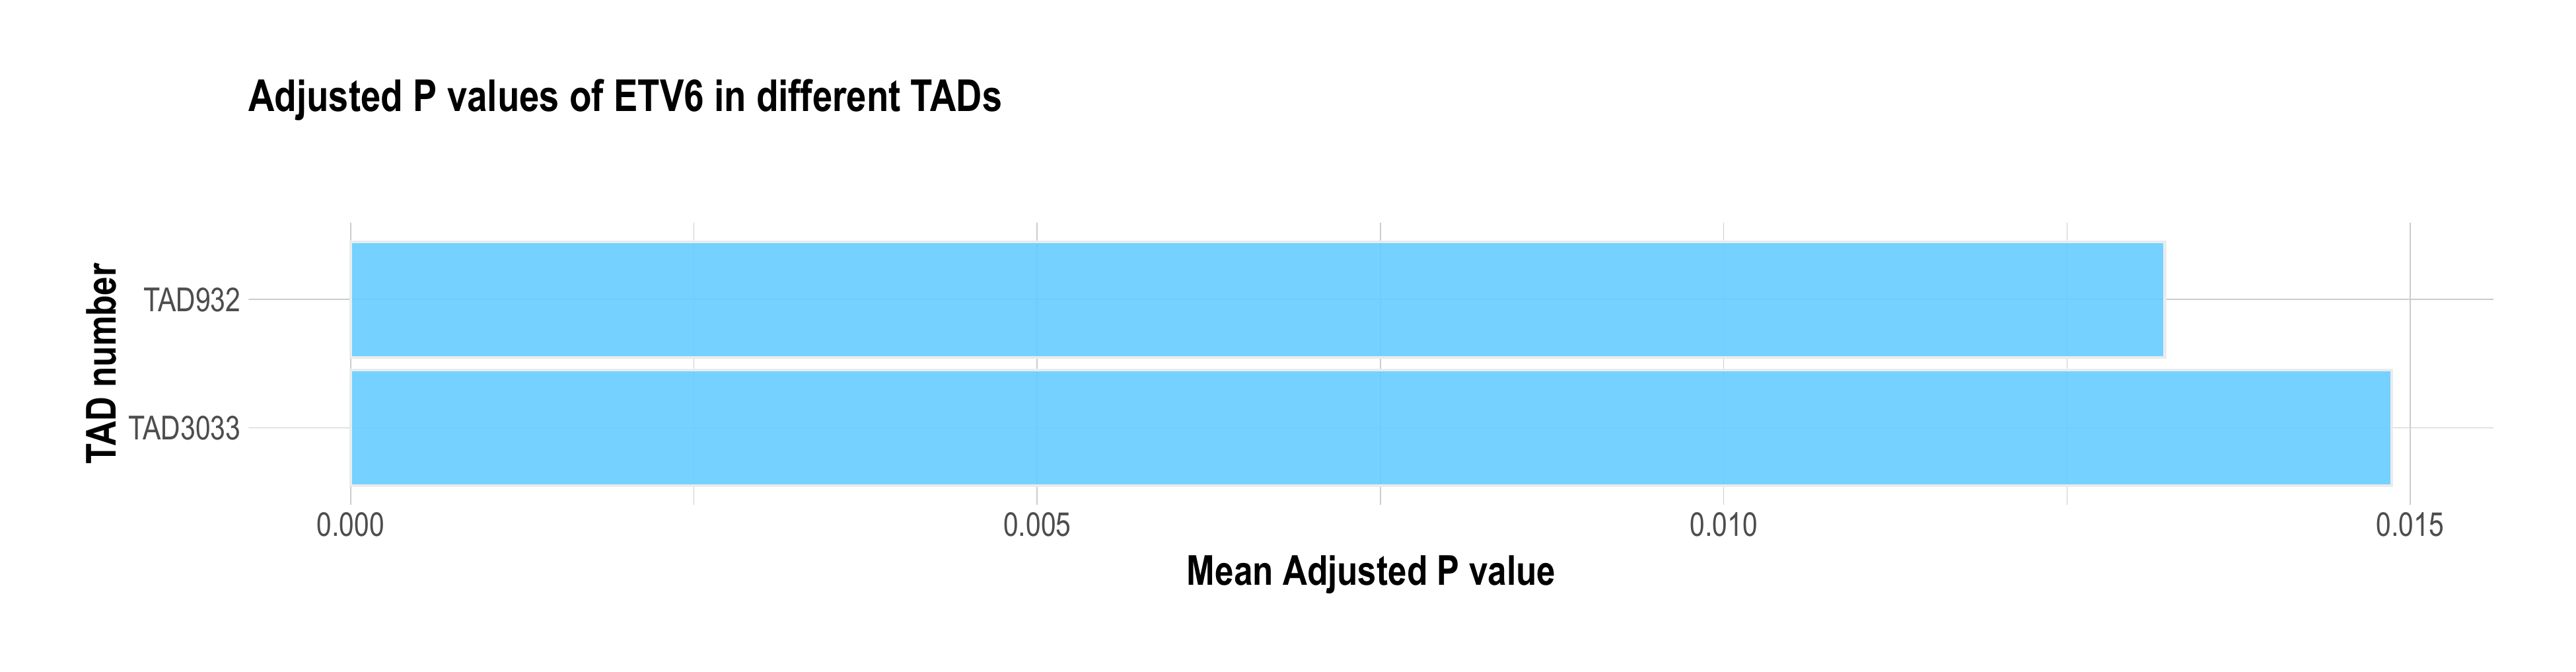 Adjusted P values of ETV6 in different TADs
TAD number
TAD932
TAD3033
0.000 0.005 0.010 0.015
Mean Adjusted P value